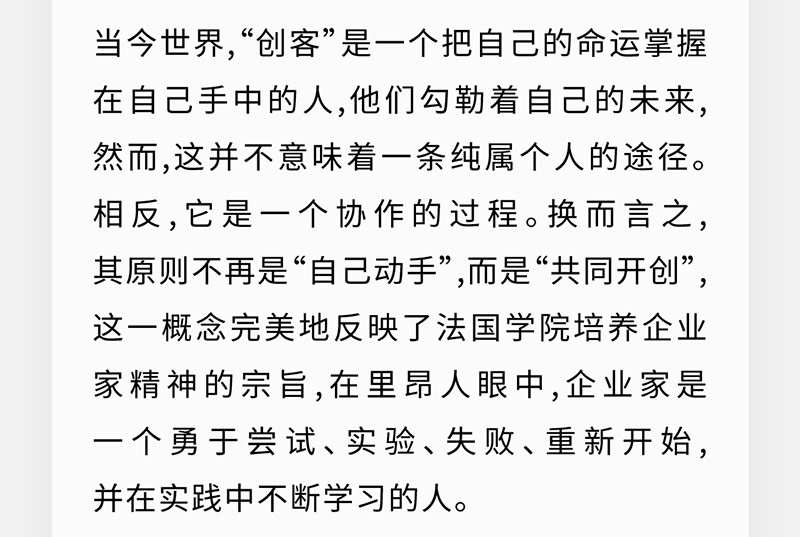 当今世界,“创客”是一个把自己的命运掌握
在自己手中的人,他们勾勒着自己的未来,
然而,这并不意味着一条纯属个人的途径。
相反,它是一个协作的过程。换而言之,
其原则不再是“自己动手”,而是“共同开创”,
这一概念完美地反映了法国学院培养企业
家精神的宗旨,在里昂人眼中,企业家是
一个勇于尝试、实验、失败、重新开始,
并在实践中不断学习的人。